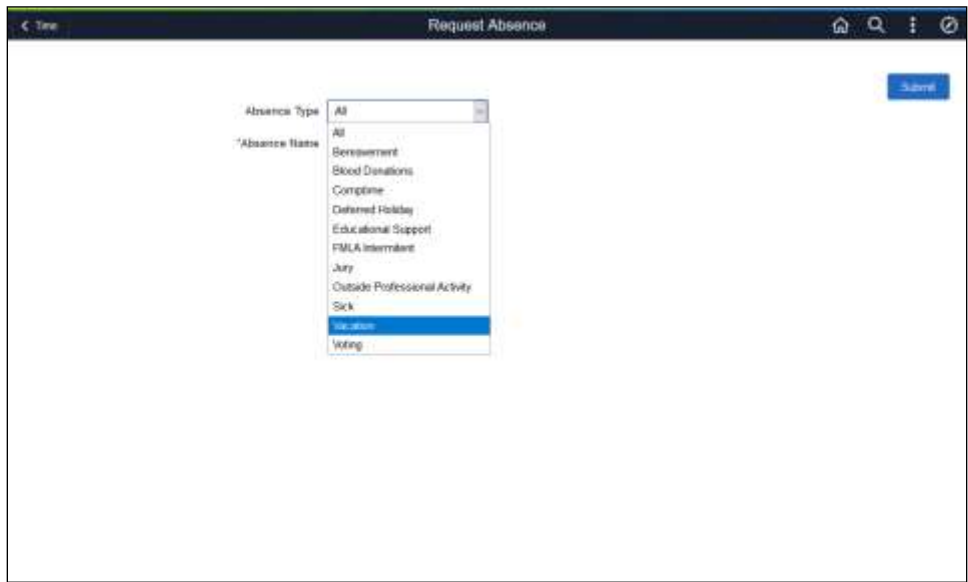 Time
Request Absence
Submit
Absence Type
All
*Absence Name
All
Bereavement
Blood Donations
Comptime
Deferred Holiday
Educational Support
FMLA Intermittent
Jury
Outside Professional Activity
Sick
Vacation
Voting